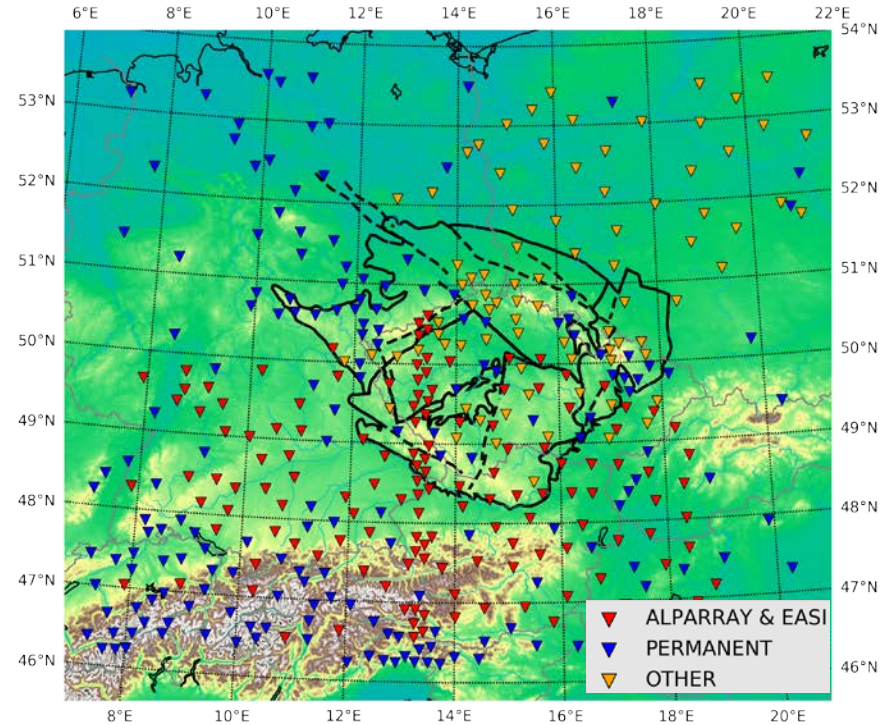 6°E 8°E 10°E 12°E 14°E 16°E 18°E 20°E 22°E
54°N
53°N 53°N
52°N 52°N
51°N 51°N
50°N 50°N
49°N 49°N
48°N 48°N
47°N 47°N
46°N 46°N
ALPARRAY & EASI
PERMANENT
OTHER
8°E 10°E 12°E 14°E 16°E 18°E 20°E